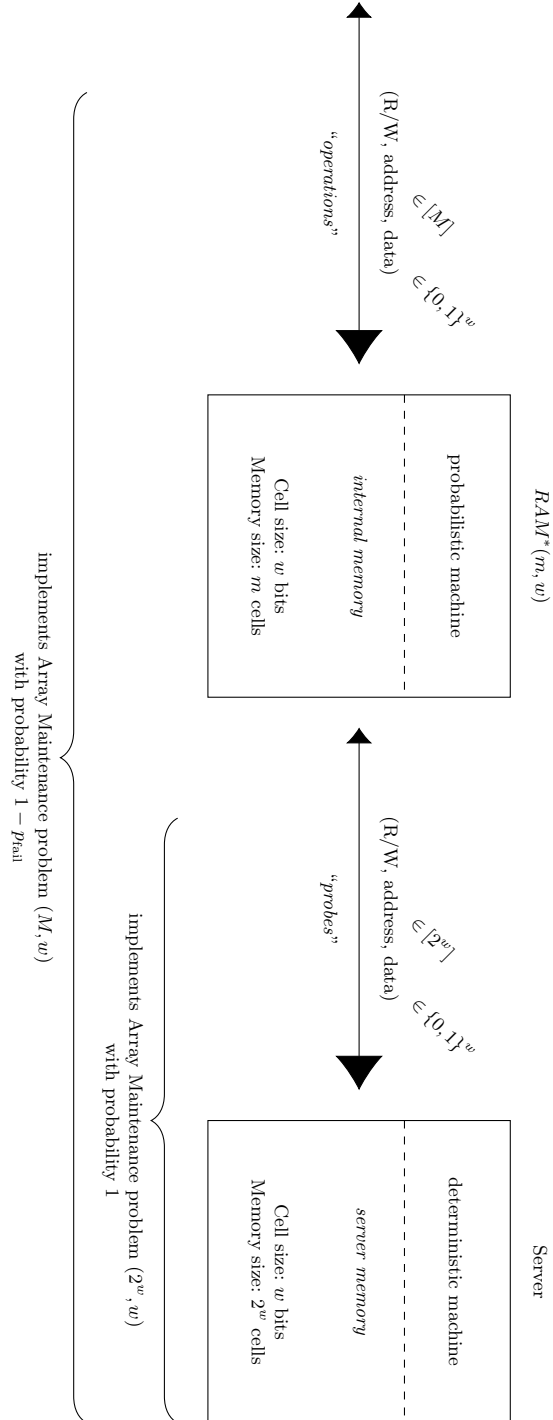 RAM*(m, w)
Server
∈ [M]
∈ {0, 1}^w
(R/W, address, data)
“operations”
probabilistic machine
internal memory
Cell size: w bits
Memory size: m cells
∈ [2^w]
∈ {0, 1}^w
(R/W, address, data)
“probes”
deterministic machine
server memory
Cell size: w bits
Memory size: 2^w cells
implements Array Maintenance problem (2^w, w)
with probability 1
implements Array Maintenance problem (M, w)
with probability 1 − p_fail